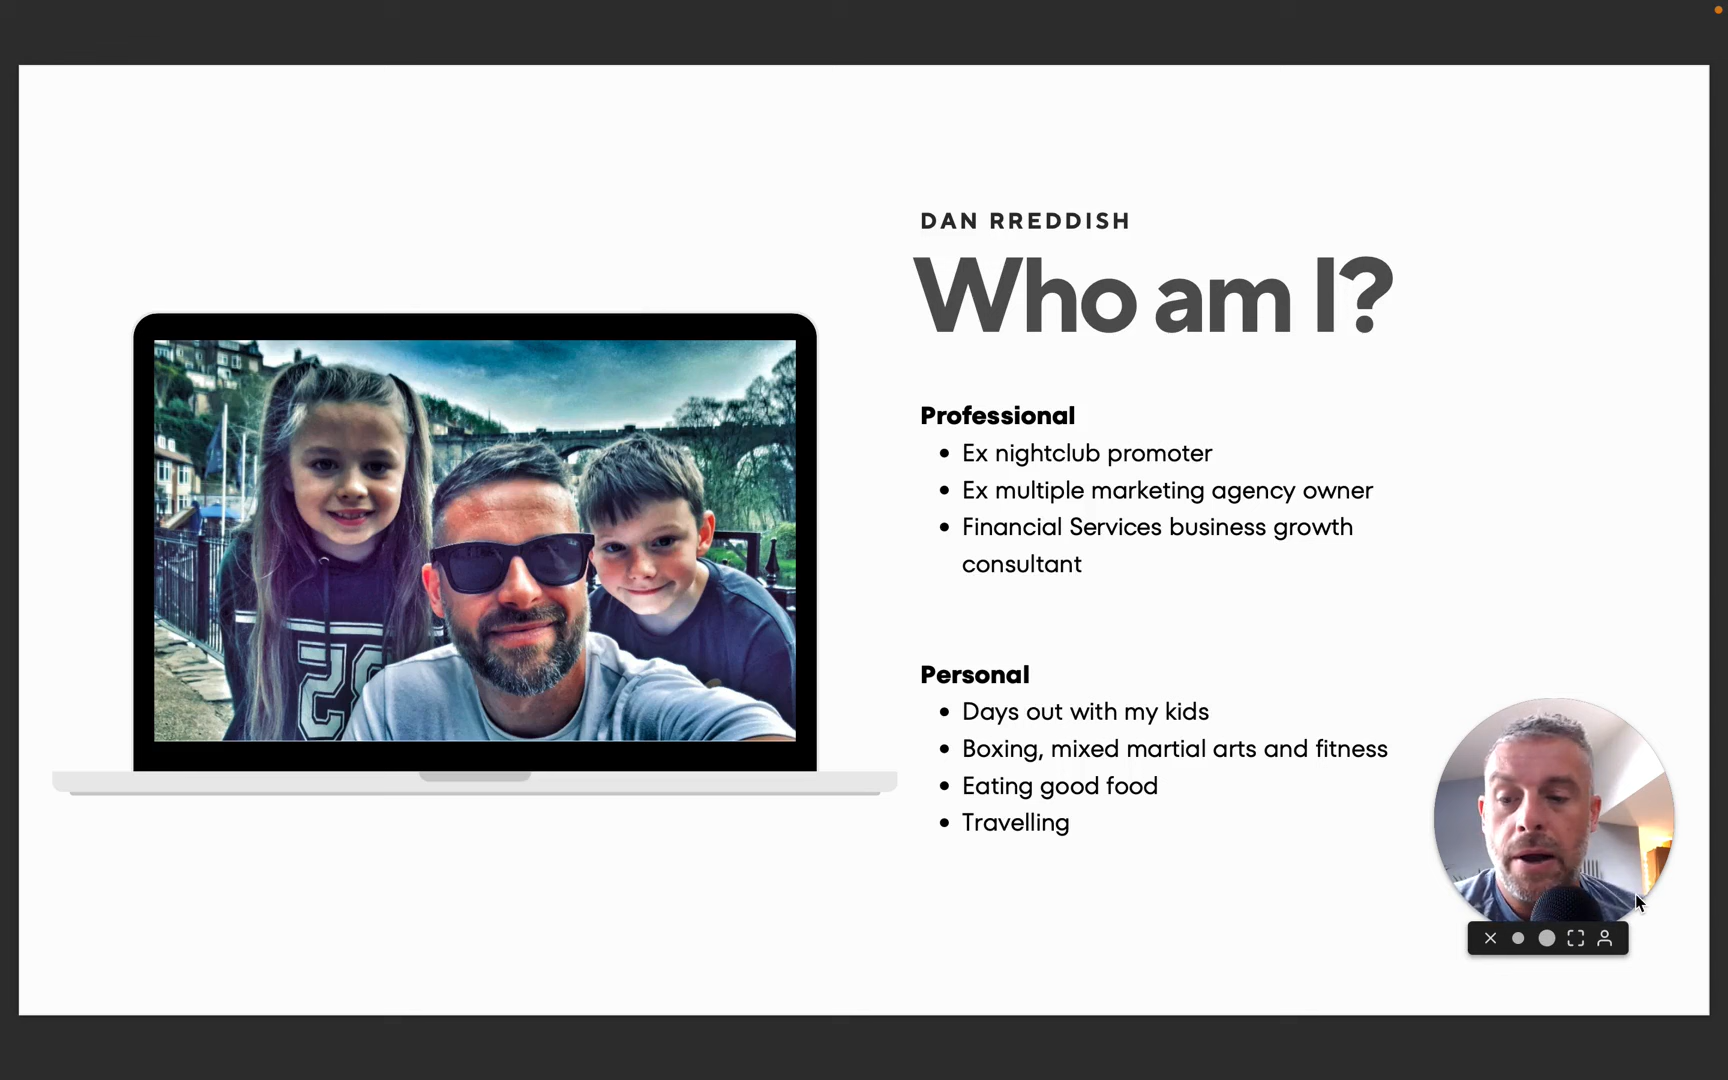 DAN RREDDISH
Who am I?
Professional
• Ex nightclub promoter
• Ex multiple marketing agency owner
• Financial Services business growth
consultant
Personal
• Days out with my kids
• Boxing, mixed martial arts and fitness
• Eating good food
• Travelling
52